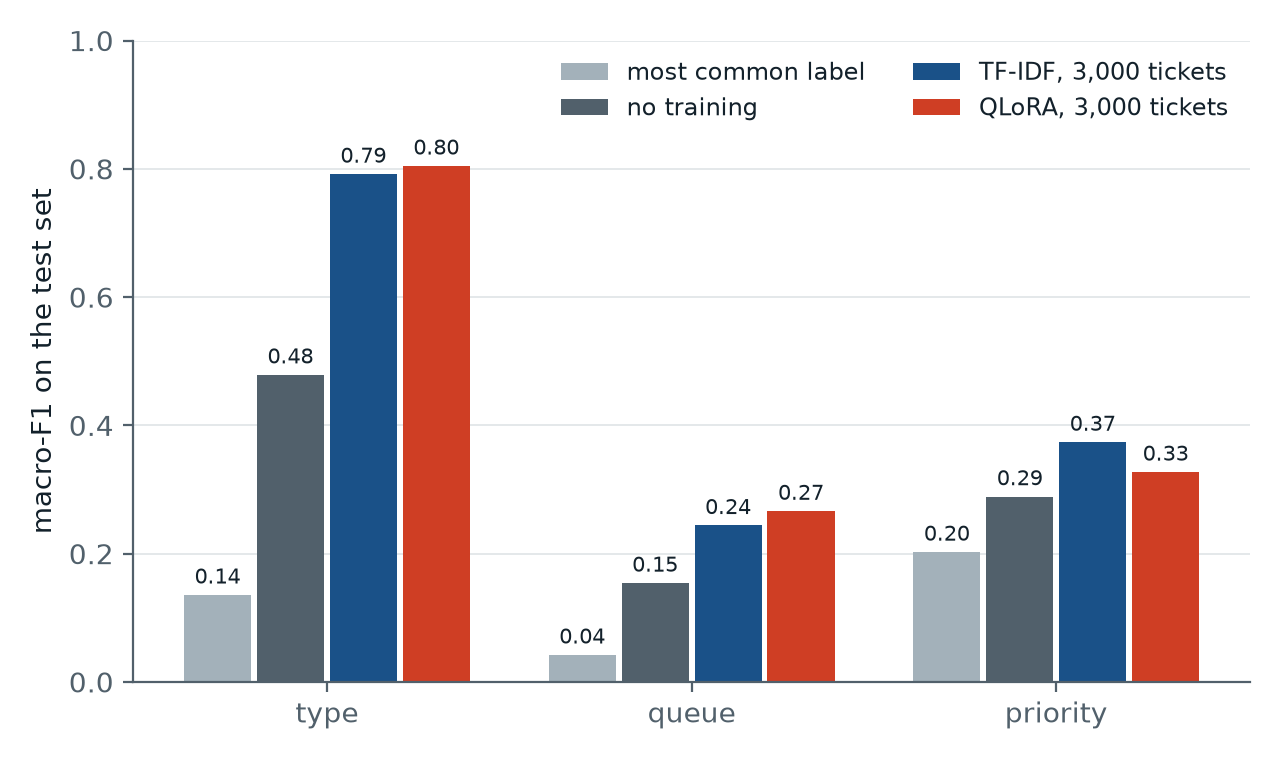 macro-F1 on the test set
1.0
0.8
0.6
0.4
0.2
0.0
most common label
no training
TF-IDF, 3,000 tickets
QLoRA, 3,000 tickets
0.14
0.48
0.79
0.80
0.04
0.15
0.24
0.27
0.20
0.29
0.37
0.33
type
queue
priority